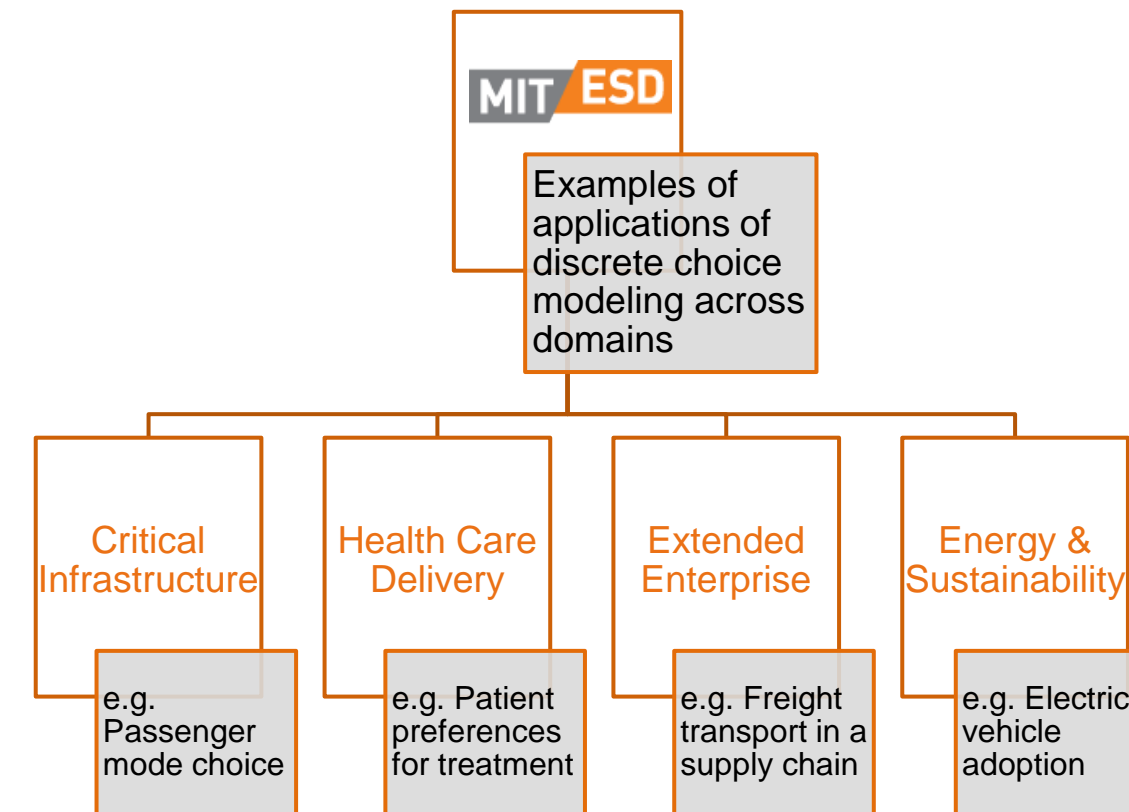 MIT ESD
Examples of
applications of
discrete choice
modeling across
domains
Critical
Infrastructure
e.g.
Passenger
mode choice
Health Care
Delivery
e.g. Patient
preferences
for treatment
Extended
Enterprise
e.g. Freight
transport in a
supply chain
Energy &
Sustainability
e.g. Electric
vehicle
adoption